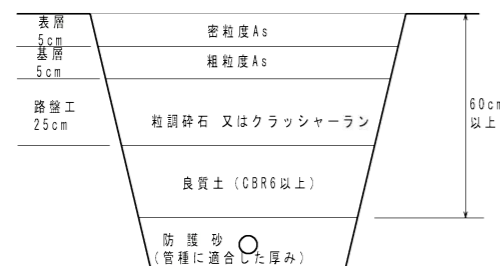 表層
5cm
密粒度As
基層
5cm
粗粒度As
路盤工
25cm
粒調砕石 又はクラッシャーラン
60cm
以上
良質土（CBR6以上）
防護砂
(管種に適合した厚み)